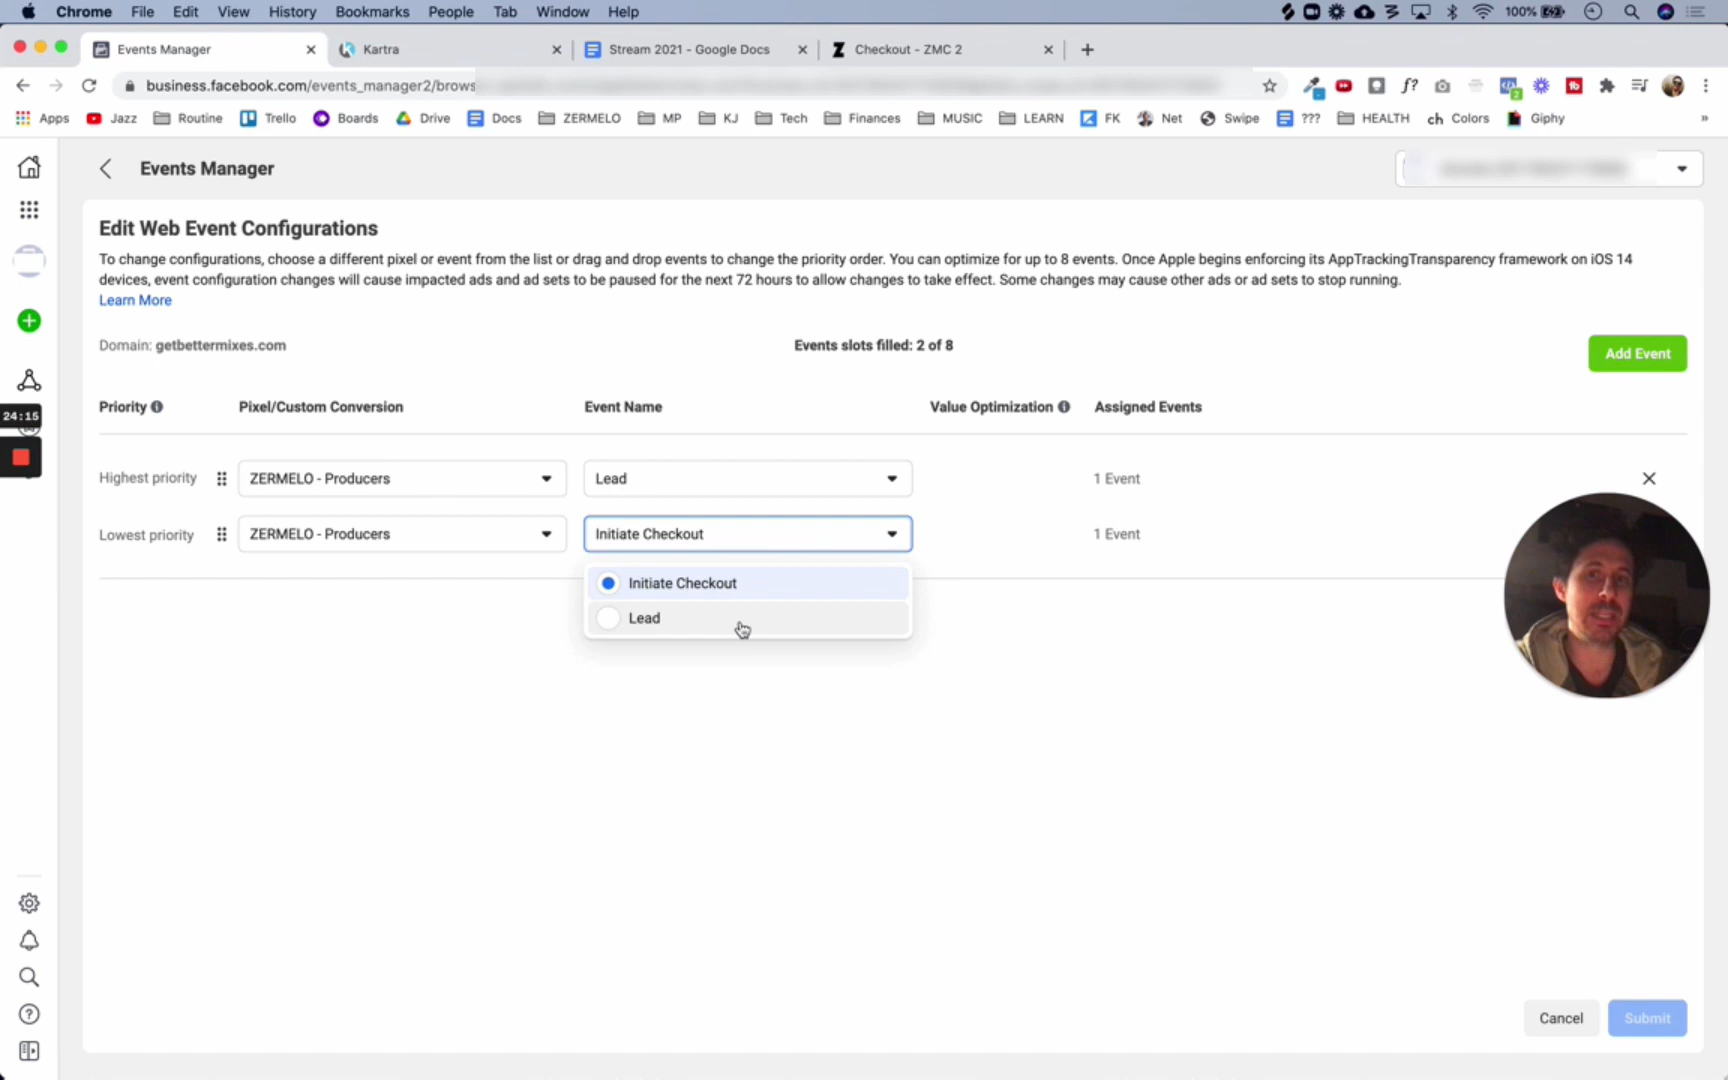 Chrome File Edit View History Bookmarks People Tab Window Help 100%
Events Manager Kartra Stream 2021 - Google Docs Checkout - ZMC 2
business.facebook.com/events_manager2/brows
Apps Jazz Routine Trello Boards Drive Docs ZERMELO MP KJ Tech Finances MUSIC LEARN FK Net Swipe ??? HEALTH ch Colors Giphy »
Events Manager
Edit Web Event Configurations
To change configurations, choose a different pixel or event from the list or drag and drop events to change the priority order. You can optimize for up to 8 events. Once Apple begins enforcing its AppTrackingTransparency framework on iOS 14
devices, event configuration changes will cause impacted ads and ad sets to be paused for the next 72 hours to allow changes to take effect. Some changes may cause other ads or ad sets to stop running.
Learn More
Domain: getbettermixes.com Events slots filled: 2 of 8 Add Event
Priority Pixel/Custom Conversion Event Name Value Optimization Assigned Events
24:15
Highest priority ZERMELO - Producers Lead 1 Event
Lowest priority ZERMELO - Producers Initiate Checkout 1 Event
Initiate Checkout
Lead
Cancel Submit